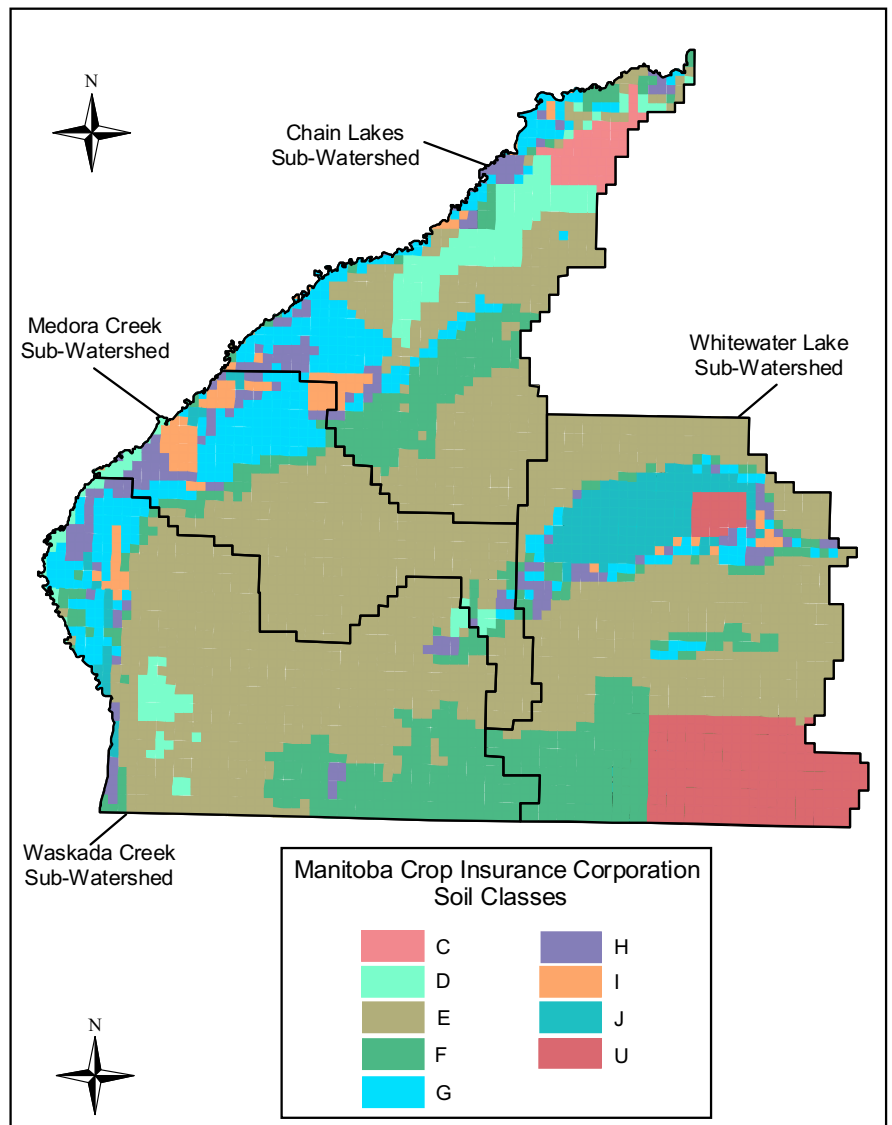 N
Chain Lakes
Sub-Watershed
Medora Creek
Sub-Watershed
Whitewater Lake
Sub-Watershed
Waskada Creek
Sub-Watershed
Manitoba Crop Insurance Corporation
Soil Classes
C
D
E
F
G
H
I
J
U
N